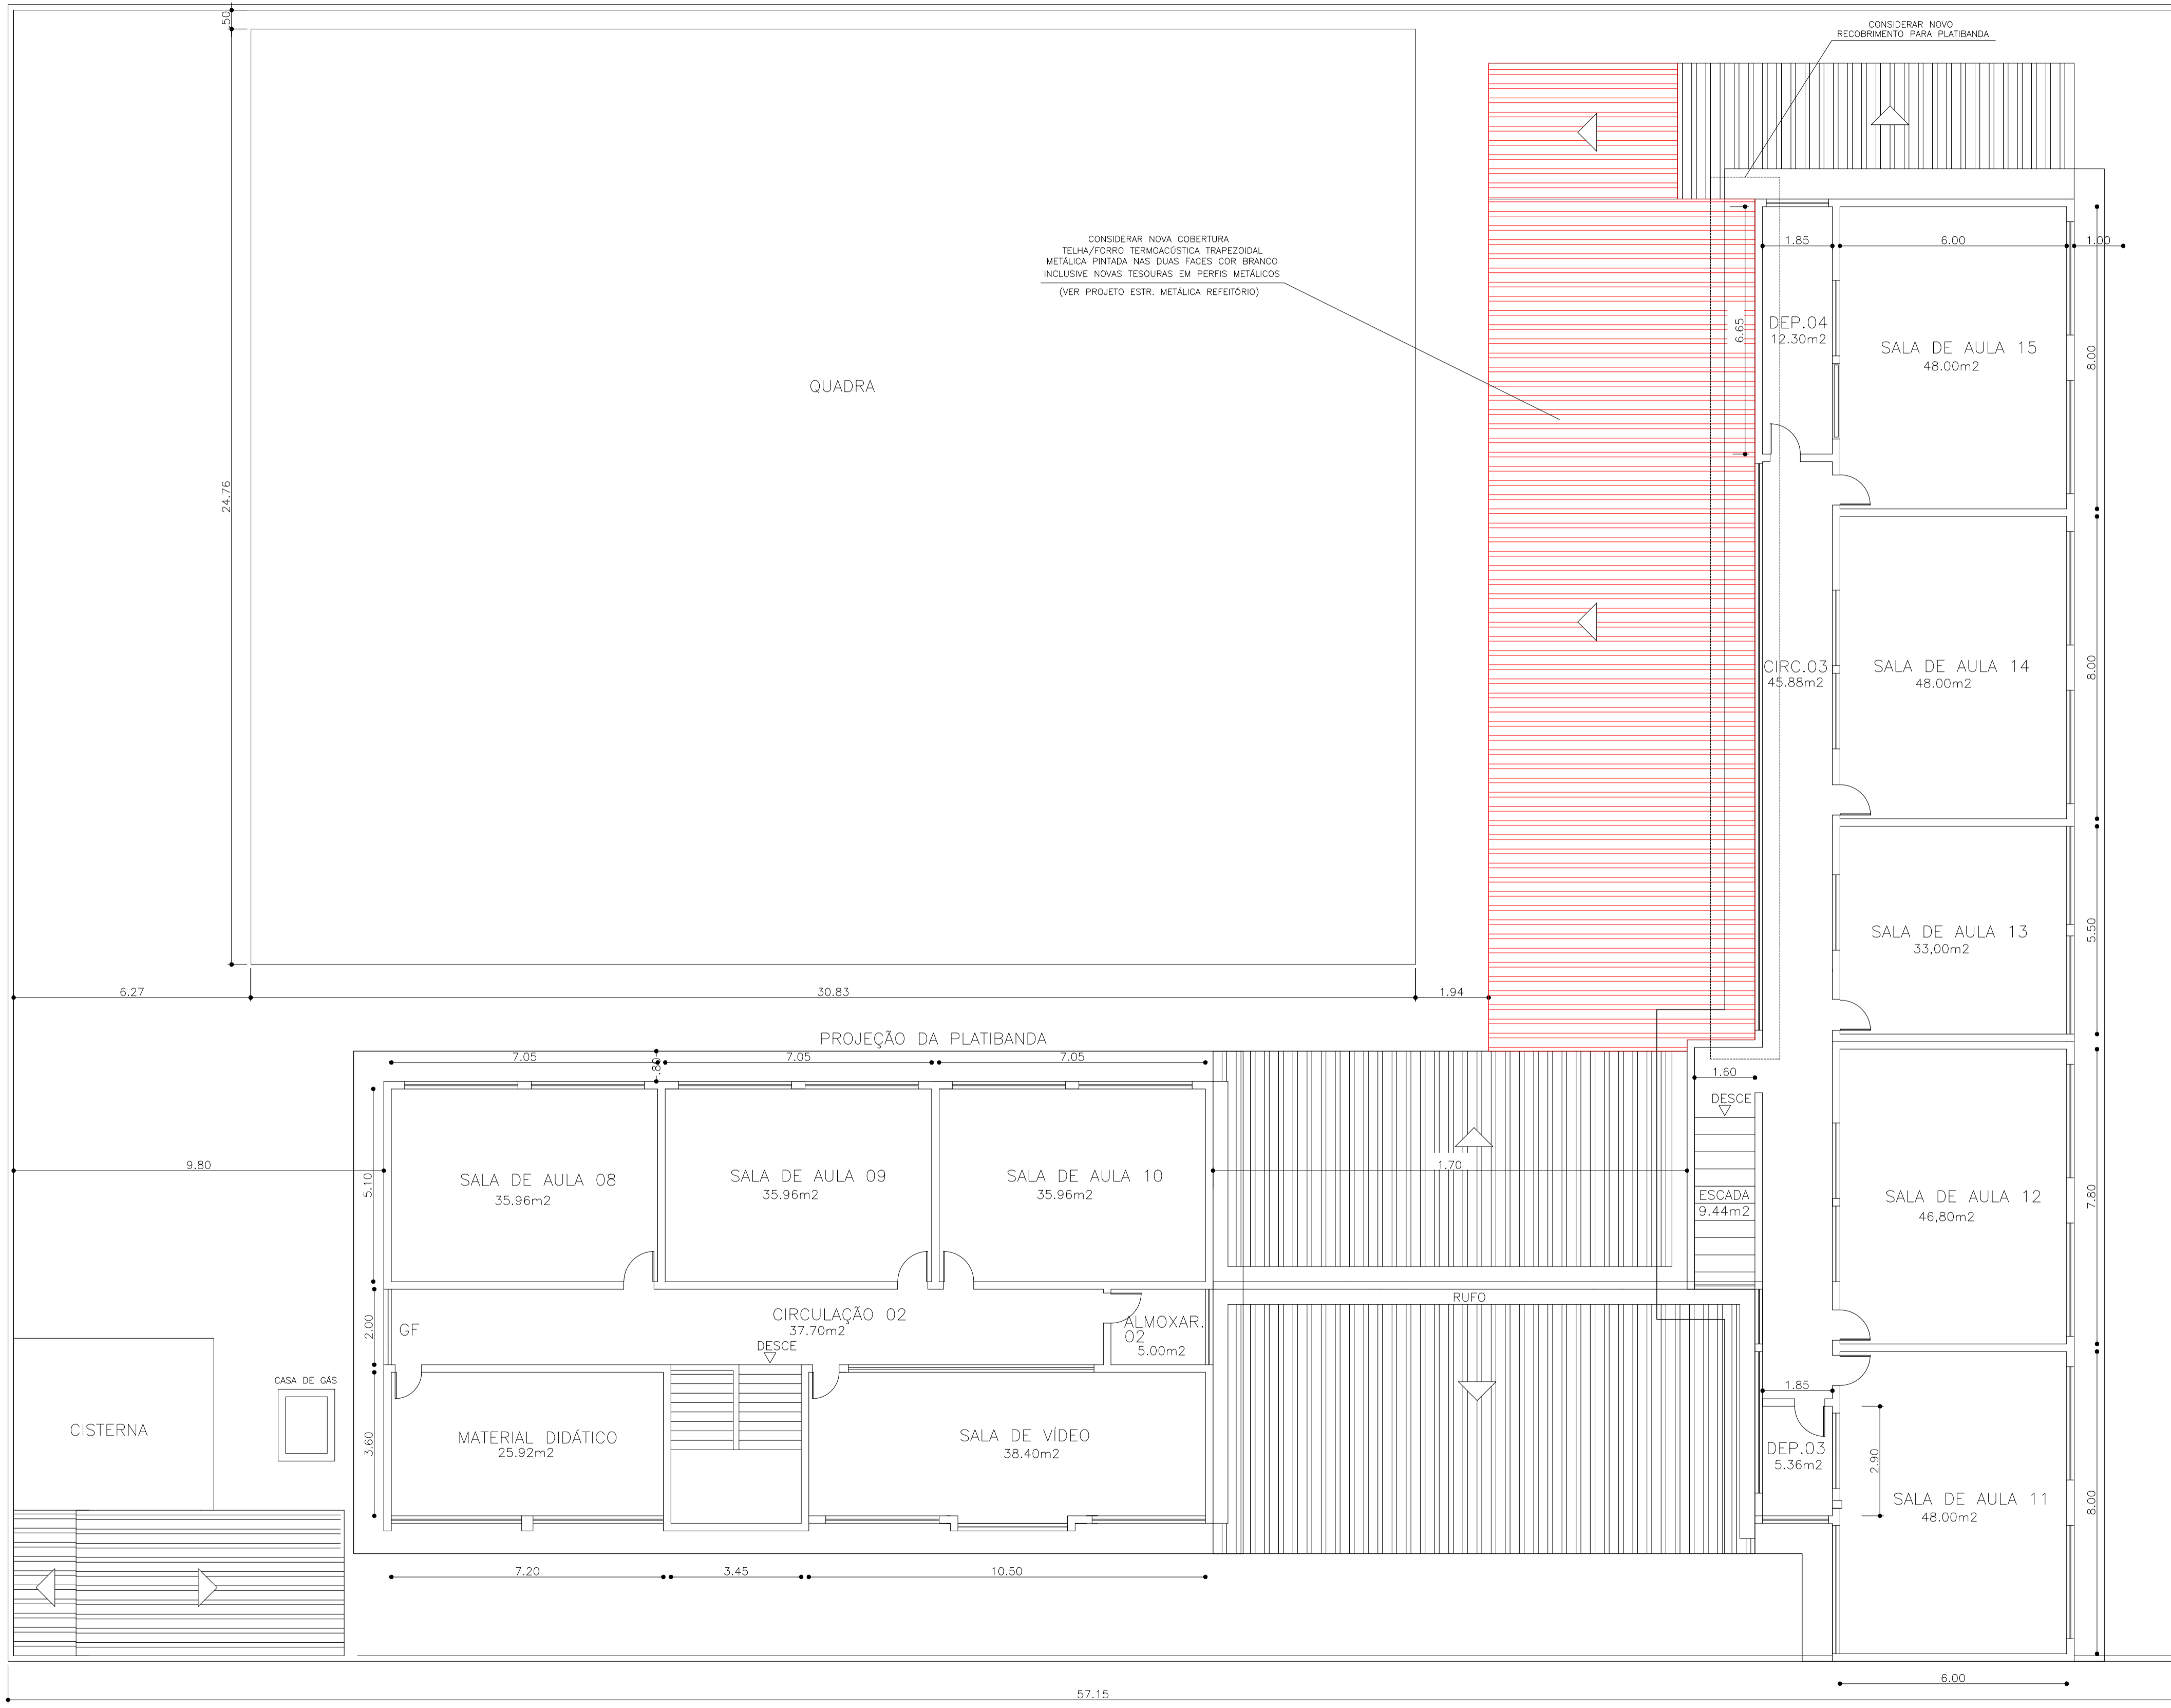 .50
CONSIDERAR NOVO
RECOBRIMENTO PARA PLATIBANDA
CONSIDERAR NOVA COBERTURA
TELHA/FORRO TERMOACÚSTICA TRAPEZOIDAL
METÁLICA PINTADA NAS DUAS FACES COR BRANCO
INCLUSIVE NOVAS TESOURAS EM PERFIS METÁLICOS
(VER PROJETO ESTR. METÁLICA REFEITÓRIO)
1.85
6.00
1.00
6.65
DEP.04
12.30m2
SALA DE AULA 15
48.00m2
8.00
QUADRA
24.76
CIRC.03
45.88m2
SALA DE AULA 14
48.00m2
8.00
SALA DE AULA 13
33,00m2
5.50
6.27
30.83
1.94
PROJEÇÃO DA PLATIBANDA
7.05
.80
7.05
7.05
1.60
DESCE
9.80
5.10
SALA DE AULA 08
35.96m2
SALA DE AULA 09
35.96m2
SALA DE AULA 10
35.96m2
1.70
ESCADA
9.44m2
SALA DE AULA 12
46,80m2
7.80
RUFO
2.00
GF
CIRCULAÇÃO 02
37.70m2
DESCE
ALMOXAR.
02
5.00m2
CASA DE GÁS
CISTERNA
3.60
MATERIAL DIDÁTICO
25.92m2
SALA DE VÍDEO
38.40m2
1.85
DEP.03
5.36m2
2.90
SALA DE AULA 11
48.00m2
8.00
7.20
3.45
10.50
6.00
57.15